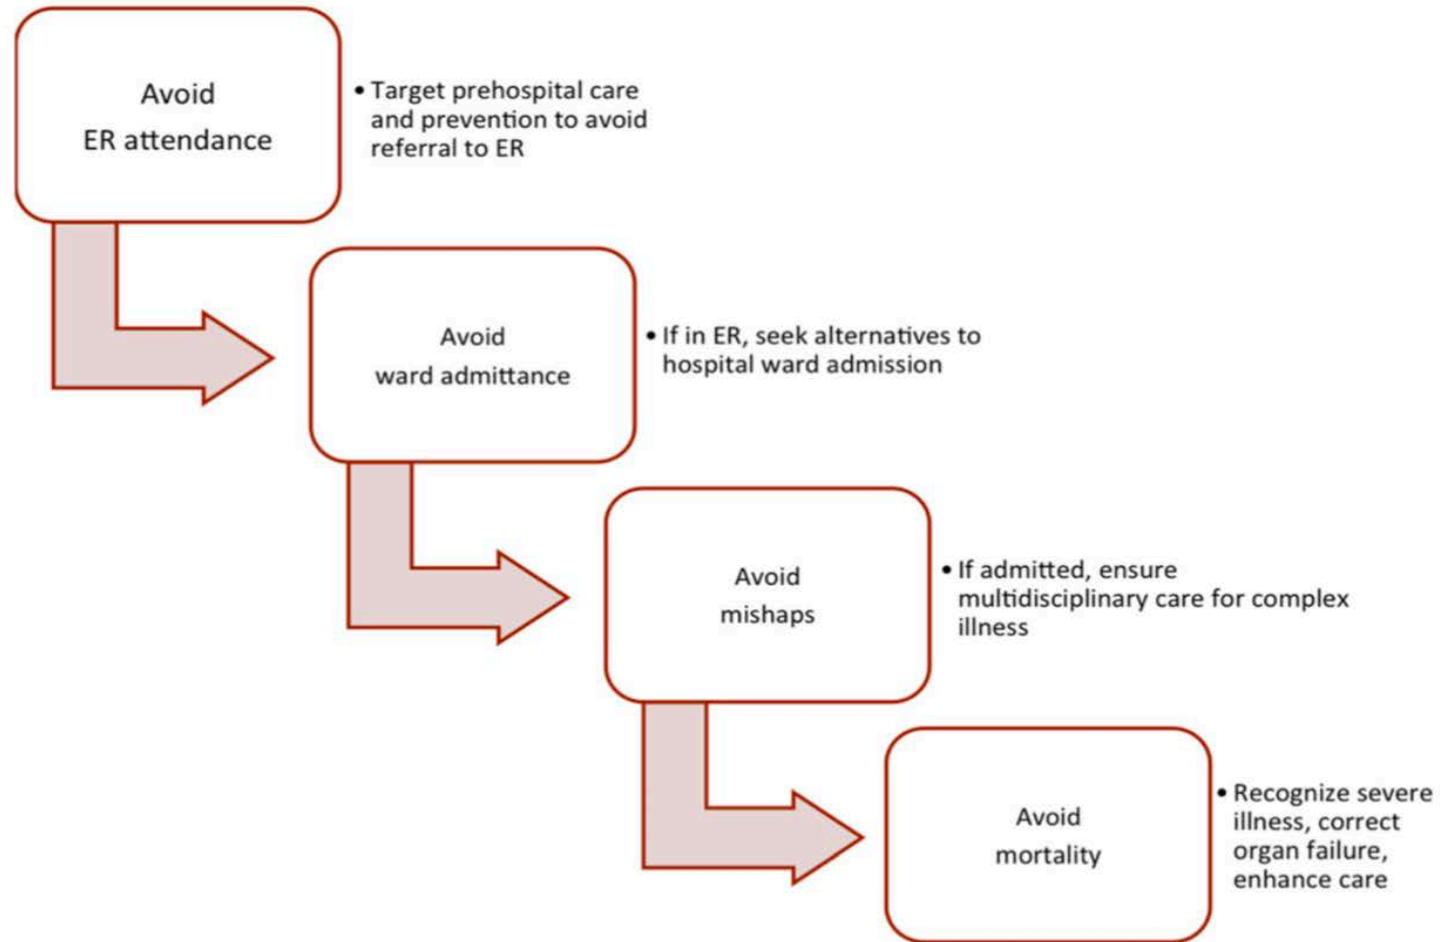 Avoid
ER attendance
• Target prehospital care
and prevention to avoid
referral to ER
Avoid
ward admittance
• If in ER, seek alternatives to
hospital ward admission
Avoid
mishaps
• If admitted, ensure
multidisciplinary care for complex
illness
Avoid
mortality
• Recognize severe
illness, correct
organ failure,
enhance care